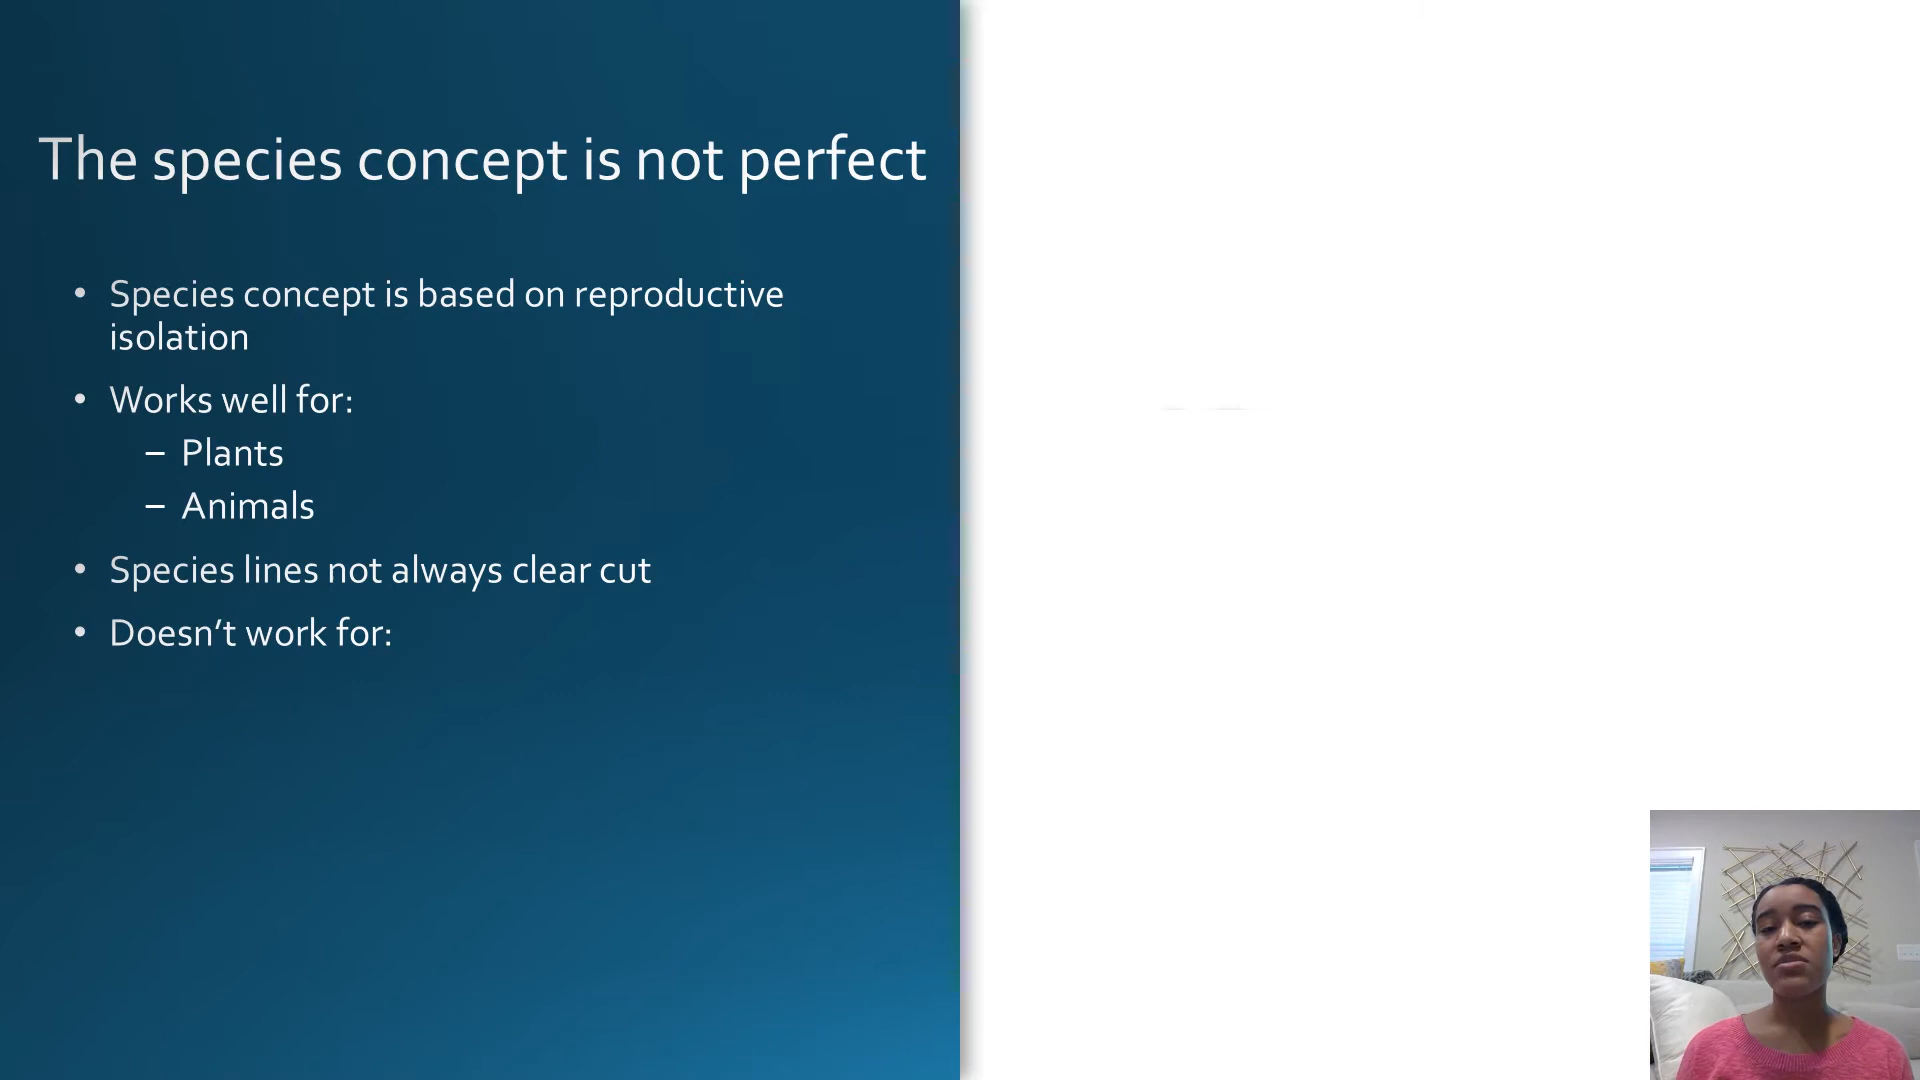 The species concept is not perfect
• Species concept is based on reproductive
isolation
• Works well for:
– Plants
– Animals
• Species lines not always clear cut
• Doesn’t work for: